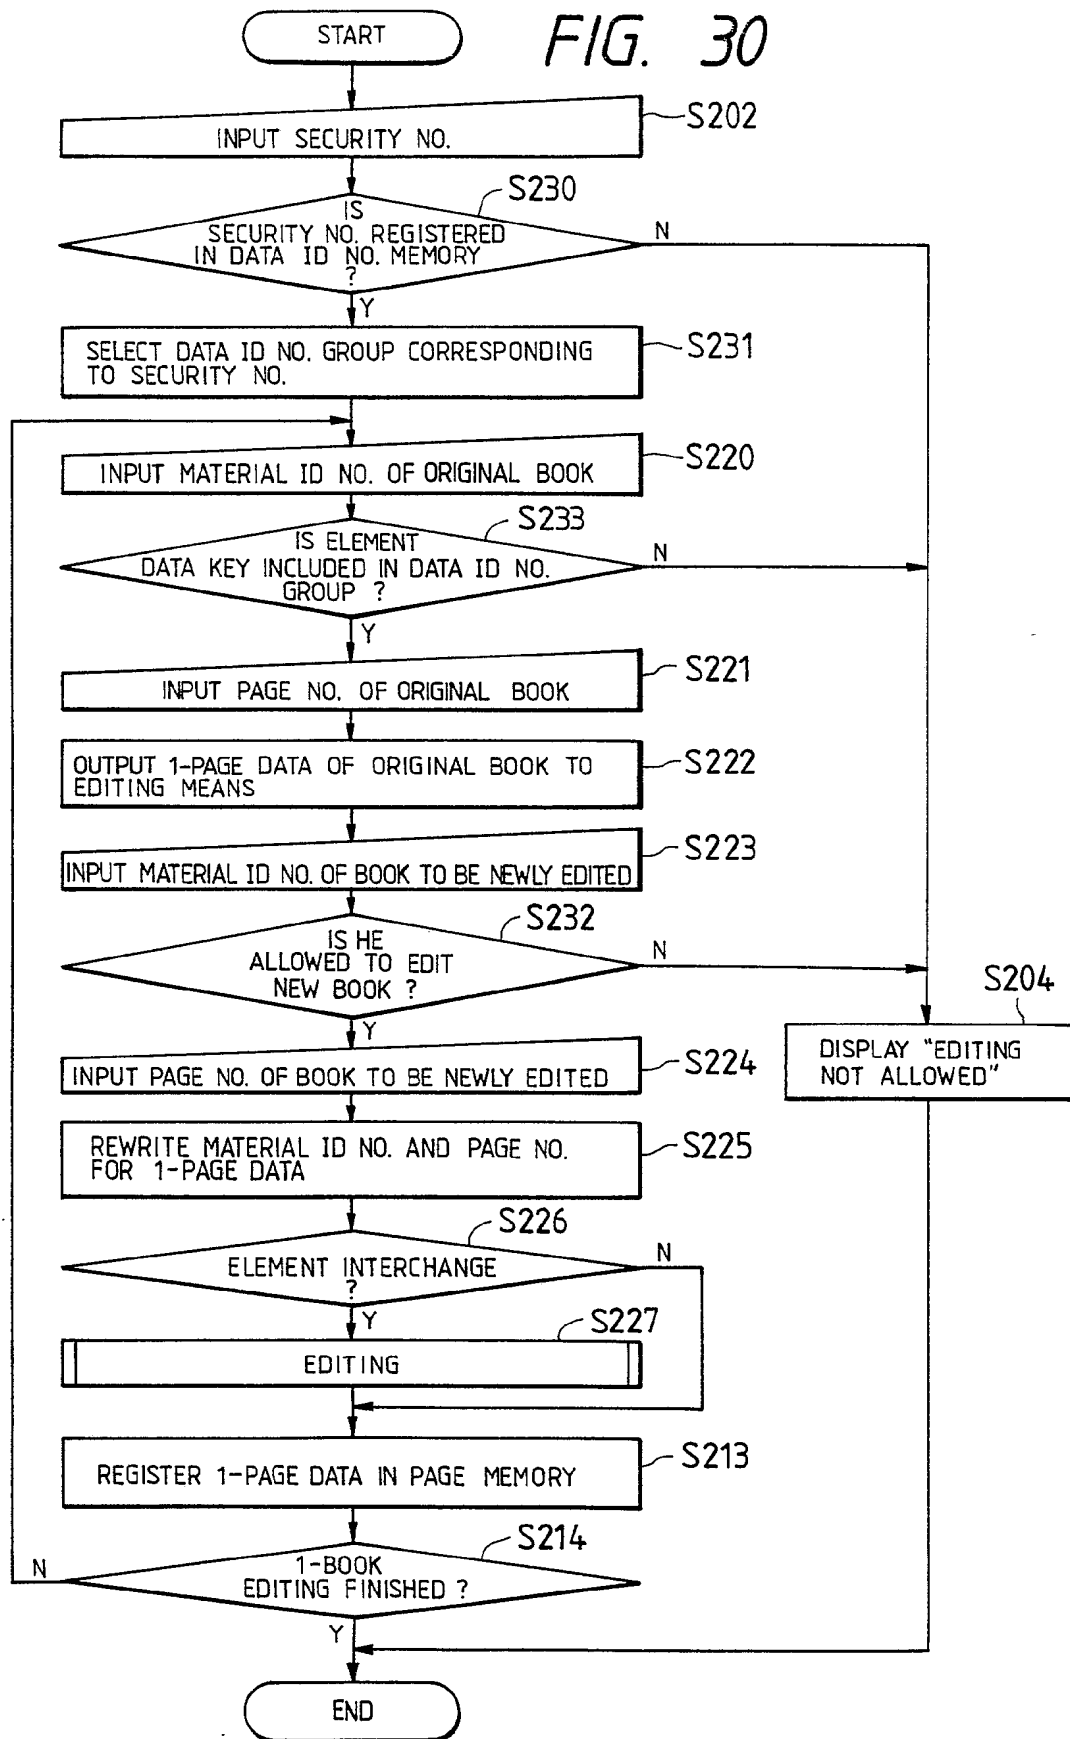 START
FIG. 30
INPUT SECURITY NO.
S202
S230
IS
SECURITY NO. REGISTERED
IN DATA ID NO. MEMORY
?
N
Y
SELECT DATA ID NO. GROUP CORRESPONDING
TO SECURITY NO.
S231
INPUT MATERIAL ID NO. OF ORIGINAL BOOK
S220
S233
IS ELEMENT
DATA KEY INCLUDED IN DATA ID NO.
GROUP ?
N
Y
INPUT PAGE NO. OF ORIGINAL BOOK
S221
OUTPUT 1-PAGE DATA OF ORIGINAL BOOK TO
EDITING MEANS
S222
INPUT MATERIAL ID NO. OF BOOK TO BE NEWLY EDITED
S223
S232
IS HE
ALLOWED TO EDIT
NEW BOOK ?
N
Y
S204
DISPLAY "EDITING
NOT ALLOWED"
INPUT PAGE NO. OF BOOK TO BE NEWLY EDITED
S224
REWRITE MATERIAL ID NO. AND PAGE NO.
FOR 1-PAGE DATA
S225
S226
ELEMENT INTERCHANGE
?
N
Y
S227
EDITING
REGISTER 1-PAGE DATA IN PAGE MEMORY
S213
S214
1-BOOK
EDITING FINISHED ?
N
Y
END